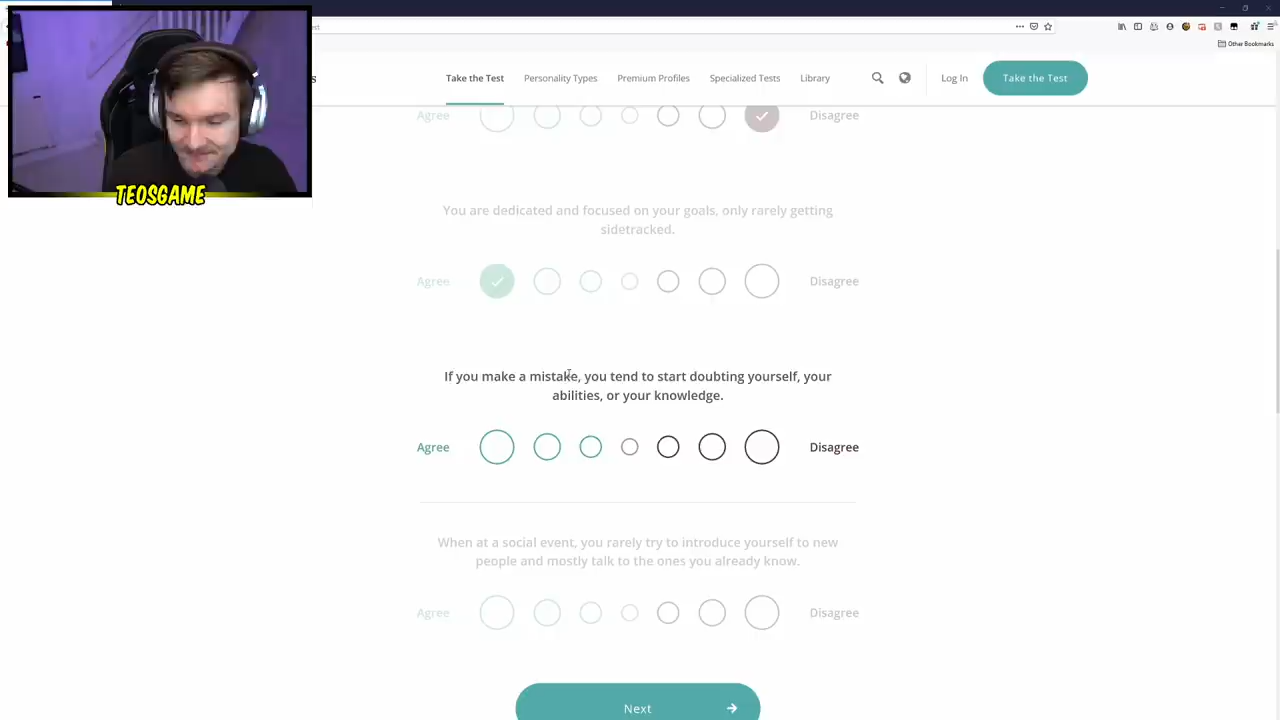 Other Bookmarks
Take the Test
Personality Types
Premium Profiles
Specialized Tests
Library
Log In
Take the Test
Agree
Disagree
TEOSGAME
You are dedicated and focused on your goals, only rarely getting
sidetracked.
Agree
Disagree
If you make a mistake, you tend to start doubting yourself, your
abilities, or your knowledge.
Agree
Disagree
When at a social event, you rarely try to introduce yourself to new
people and mostly talk to the ones you already know.
Agree
Disagree
Next